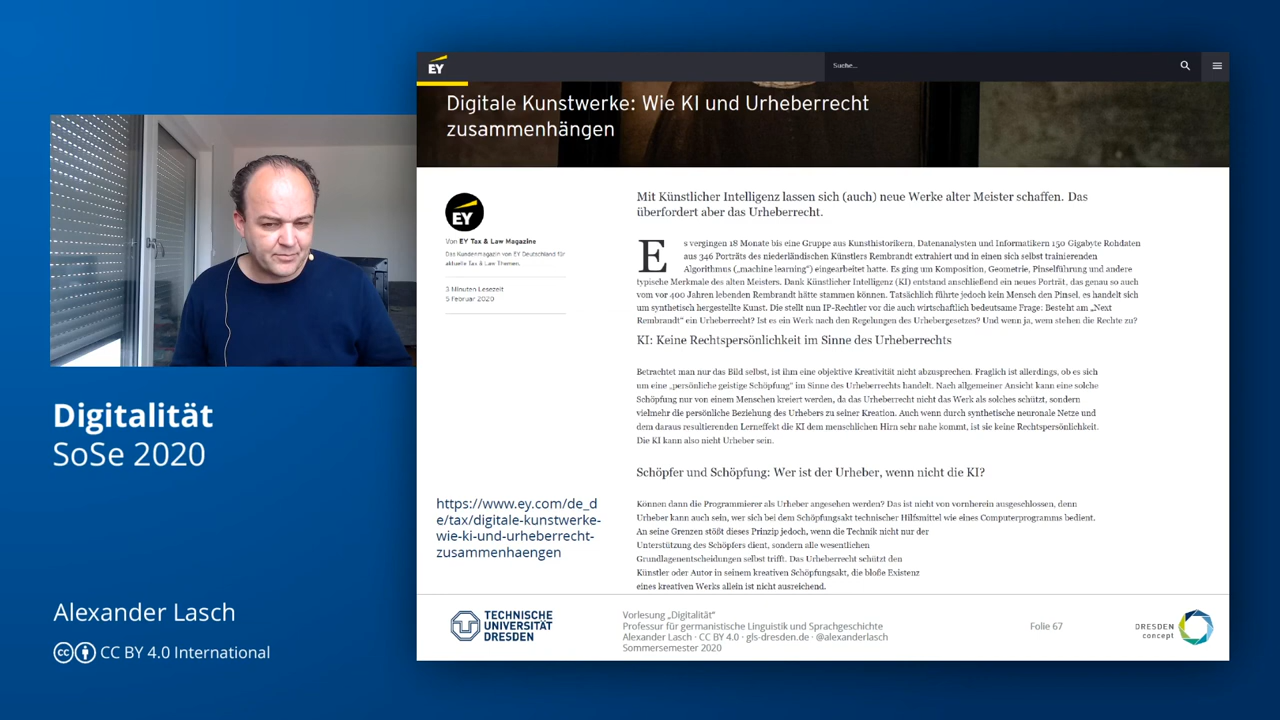 EY
Suche...
Digitale Kunstwerke: Wie KI und Urheberrecht
zusammenhängen
EY
Von EY Tax & Law Magazine
Das Kundenmagazin von EY Deutschland für
aktuelle Tax & Law Themen.
3 Minuten Lesezeit
5 Februar 2020
Mit Künstlicher Intelligenz lassen sich (auch) neue Werke alter Meister schaffen. Das
überfordert aber das Urheberrecht.
Es vergingen 18 Monate bis eine Gruppe aus Kunsthistorikern, Datenanalysten und Informatikern 150 Gigabyte Rohdaten
aus 346 Porträts des niederländischen Künstlers Rembrandt extrahiert und in einen sich selbst trainierenden
Algorithmus („machine learning") eingearbeitet hatte. Es ging um Komposition, Geometrie, Pinselführung und andere
typische Merkmale des alten Meisters. Dank Künstlicher Intelligenz (KI) entstand anschließend ein neues Porträt, das genau so auch
vom vor 400 Jahren lebenden Rembrandt hätte stammen können. Tatsächlich führte jedoch kein Mensch den Pinsel, es handelt sich
um synthetisch hergestellte Kunst. Die stellt nun IP-Rechtler vor die auch wirtschaftlich bedeutsame Frage: Besteht am „Next
Rembrandt" ein Urheberrecht? Ist es ein Werk nach den Regelungen des Urhebergesetzes? Und wenn ja, wem stehen die Rechte zu?
KI: Keine Rechtspersönlichkeit im Sinne des Urheberrechts
Betrachtet man nur das Bild selbst, ist ihm eine objektive Kreativität nicht abzusprechen. Fraglich ist allerdings, ob es sich
um eine „persönliche geistige Schöpfung" im Sinne des Urheberrechts handelt. Nach allgemeiner Ansicht kann eine solche
Schöpfung nur von einem Menschen kreiert werden, da das Urheberrecht nicht das Werk als solches schützt, sondern
vielmehr die persönliche Beziehung des Urhebers zu seiner Kreation. Auch wenn durch synthetische neuronale Netze und
dem daraus resultierenden Lerneffekt die KI dem menschlichen Hirn sehr nahe kommt, ist sie keine Rechtspersönlichkeit.
Die KI kann also nicht Urheber sein.
Schöpfer und Schöpfung: Wer ist der Urheber, wenn nicht die KI?
Können dann die Programmierer als Urheber angesehen werden? Das ist nicht von vornherein ausgeschlossen, denn
Urheber kann auch sein, wer sich bei dem Schöpfungsakt technischer Hilfsmittel wie eines Computerprogramms bedient.
An seine Grenzen stößt dieses Prinzip jedoch, wenn die Technik nicht nur der
Unterstützung des Schöpfers dient, sondern alle wesentlichen
Grundlagenentscheidungen selbst trifft. Das Urheberrecht schützt den
Künstler oder Autor in seinem kreativen Schöpfungsakt, die bloße Existenz
eines kreativen Werks allein ist nicht ausreichend.
https://www.ey.com/de_d
e/tax/digitale-kunstwerke-
wie-ki-und-urheberrecht-
zusammenhaengen
Digitalität
SoSe 2020
Alexander Lasch
CC BY 4.0 International
TECHNISCHE
UNIVERSITÄT
DRESDEN
Vorlesung „Digitalität"
Professur für germanistische Linguistik und Sprachgeschichte
Alexander Lasch · CC BY 4.0 · gls-dresden.de · @alexanderlasch
Sommersemester 2020
Folie 67
DRESDEN
concept